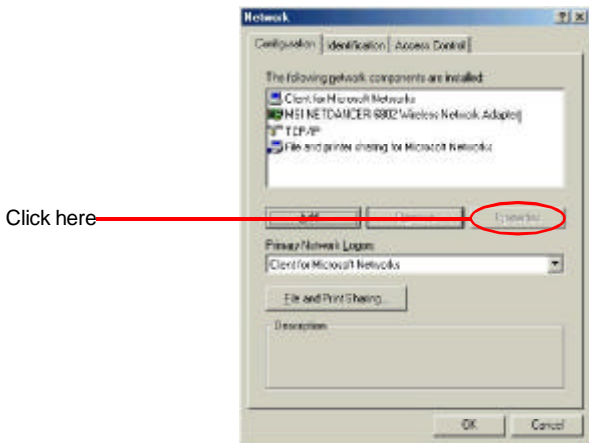 Network
Configuration Identification Access Control
The following network components are installed:
Client for Microsoft Networks
MSI NETDANCER 6802 Wireless Network Adapter
TCP/IP
File and printer sharing for Microsoft Networks
Click here
Add... Remove Properties
Primary Network Logon:
Client for Microsoft Networks
File and Print Sharing...
Description
OK Cancel